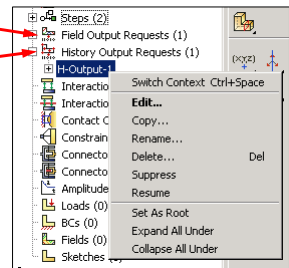 Steps (2)
Field Output Requests (1)
History Output Requests (1)
H-Output-1
Switch Context Ctrl+Space
Edit...
Copy...
Rename...
Delete... Del
Suppress
Resume
Set As Root
Expand All Under
Collapse All Under
Interactio
Interactio
Contact C
Constrain
Connecto
Connecto
Amplitude
Loads (0)
BCs (0)
Fields (0)
Sketches
(XYZ)